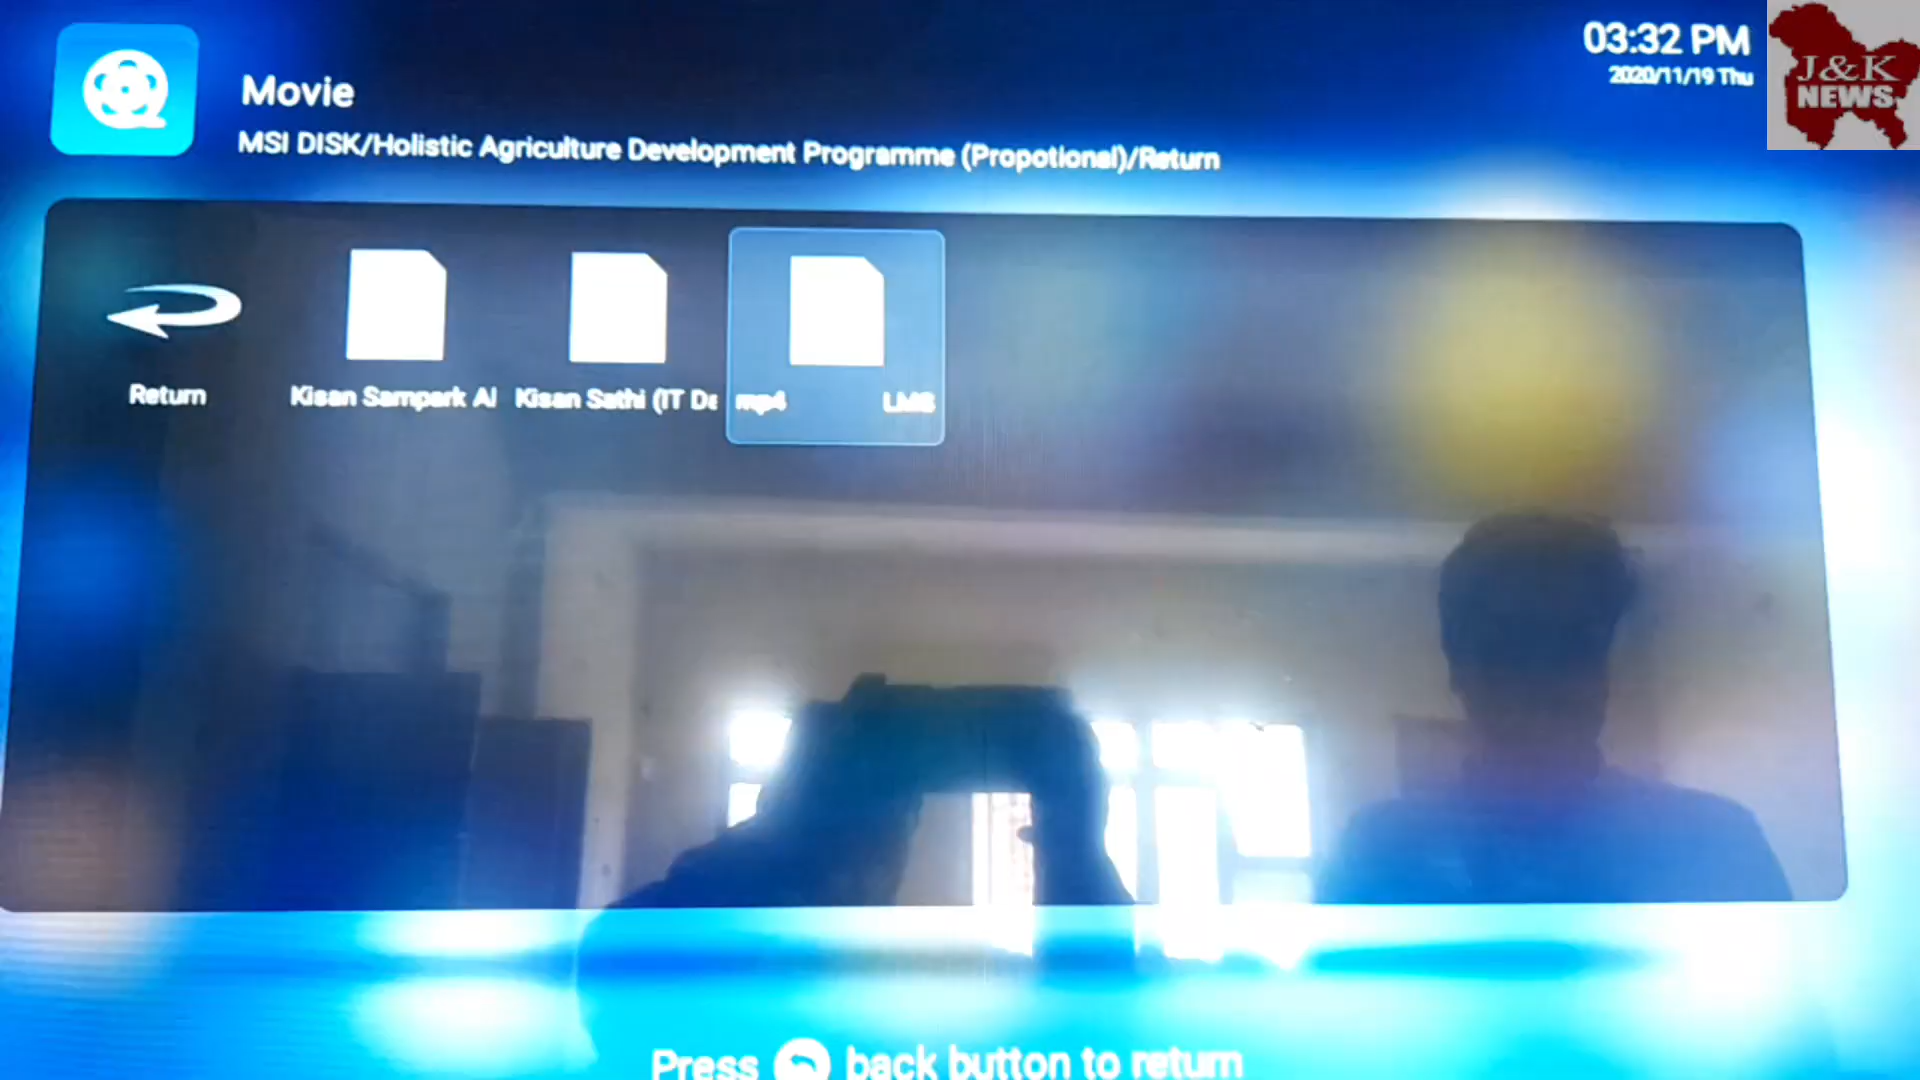 Movie
MSI DISK/Holistic Agriculture Development Programme (Propotional)/Return
03:32 PM
2020/11/19 Thu
J&K
NEWS
Return
Kisan Sampark Al
Kisan Sathi (IT De
mp4 LMS
Press back button to return